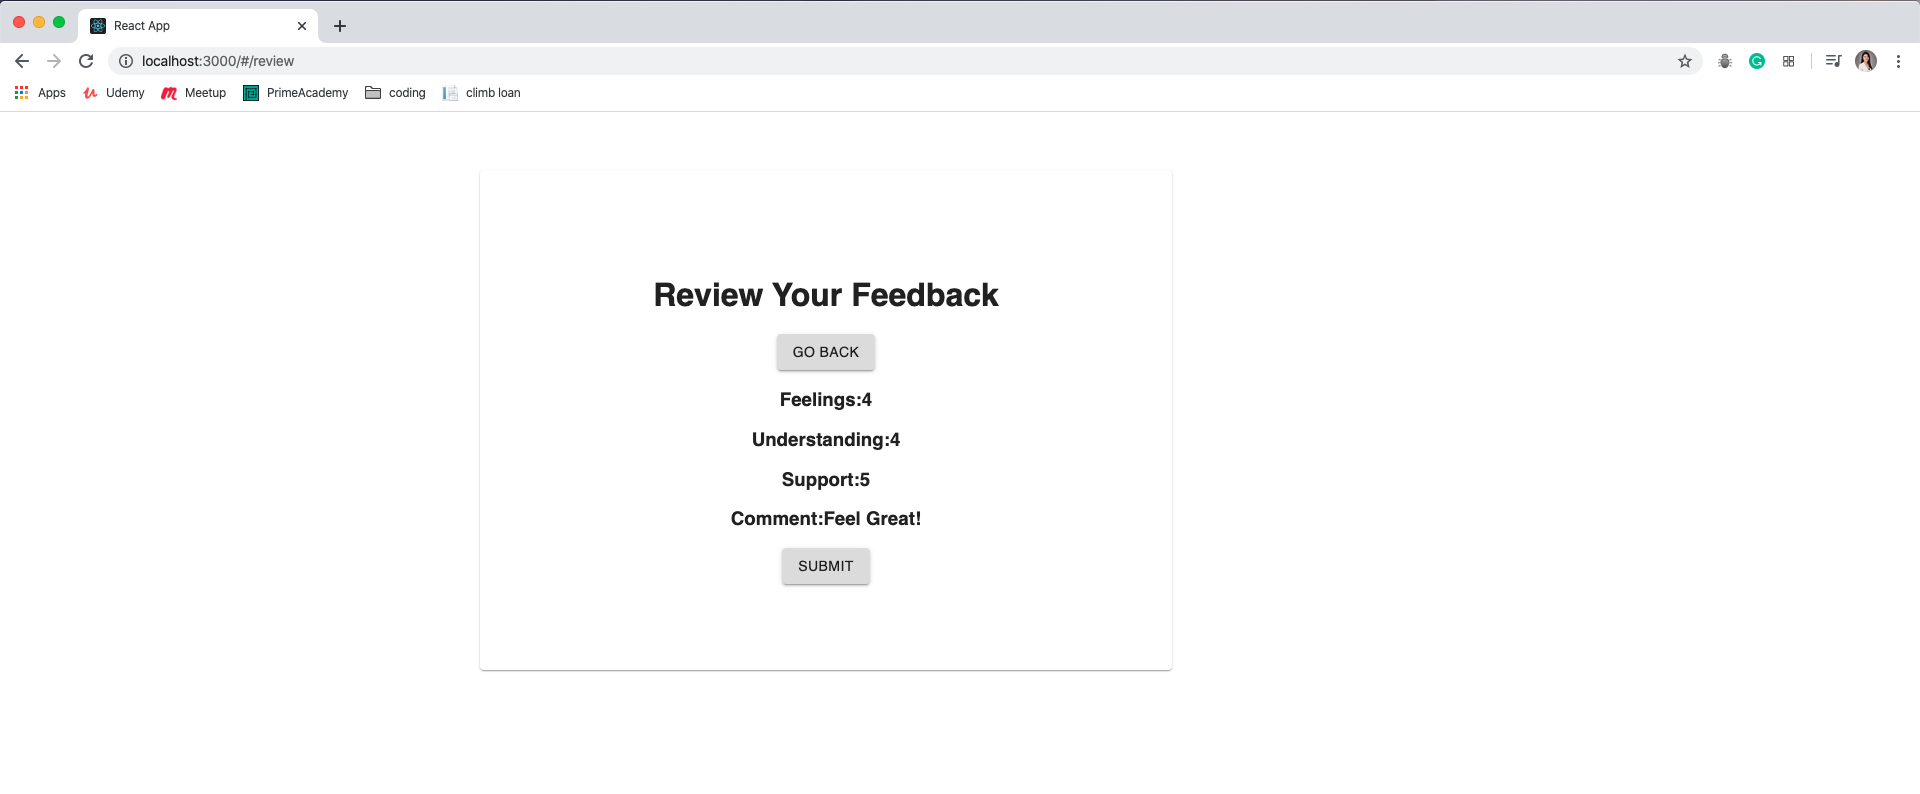 React App
localhost:3000/#/review
Apps Udemy Meetup PrimeAcademy coding climb loan
Review Your Feedback
GO BACK
Feelings:4
Understanding:4
Support:5
Comment:Feel Great!
SUBMIT